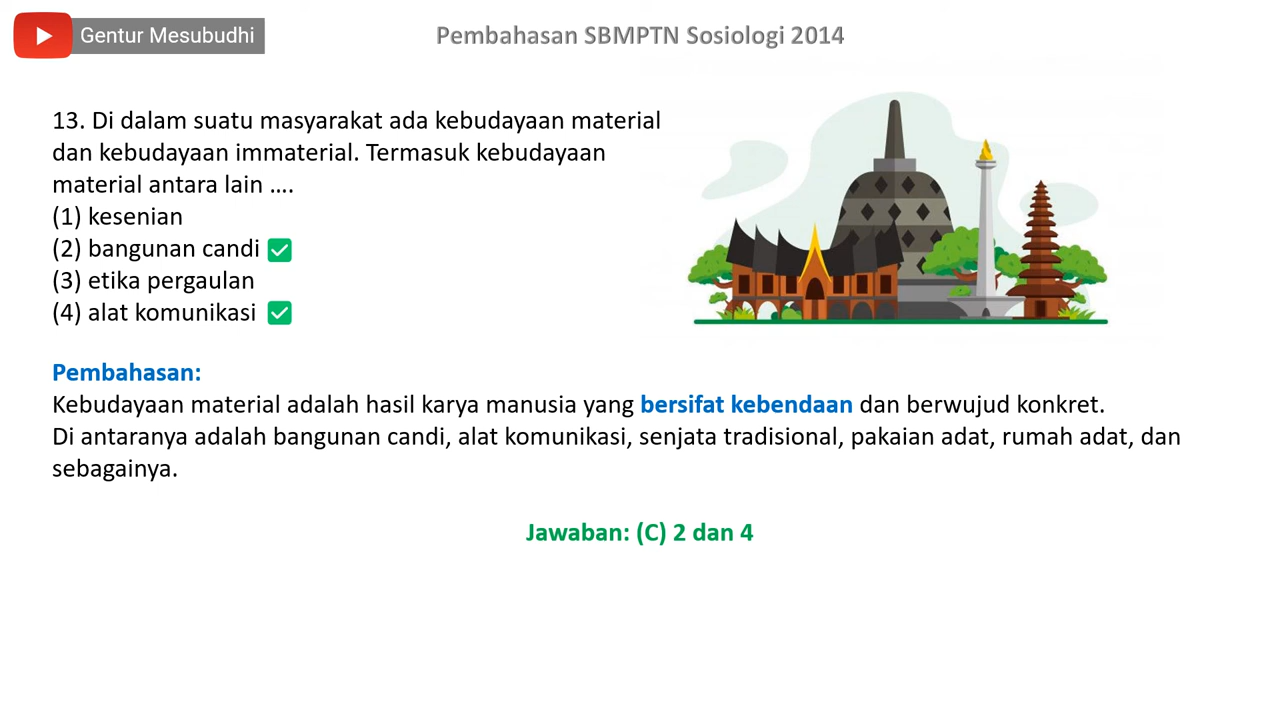 Gentur Mesubudhi
Pembahasan SBMPTN Sosiologi 2014
13. Di dalam suatu masyarakat ada kebudayaan material
dan kebudayaan immaterial. Termasuk kebudayaan
material antara lain ….
(1) kesenian
(2) bangunan candi
(3) etika pergaulan
(4) alat komunikasi
Pembahasan:
Kebudayaan material adalah hasil karya manusia yang bersifat kebendaan dan berwujud konkret.
Di antaranya adalah bangunan candi, alat komunikasi, senjata tradisional, pakaian adat, rumah adat, dan
sebagainya.
Jawaban: (C) 2 dan 4